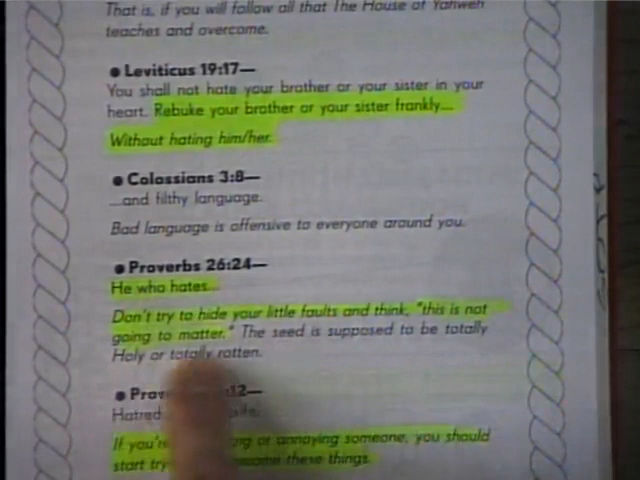 That is, if you will follow all that The House of Yahweh
teaches and overcome.
● Leviticus 19:17—
You shall not hate your brother or your sister in your
heart. Rebuke your brother or your sister frankly...
Without hating him/her.
● Colossians 3:8—
...and filthy language.
Bad language is offensive to everyone around you.
● Proverbs 26:24—
He who hates...
Don't try to hide your little faults and think, "this is not
going to matter." The seed is supposed to be totally
Holy or totally rotten.
● :12—
Hatred
If you're or annoying someone, you should
start these things.